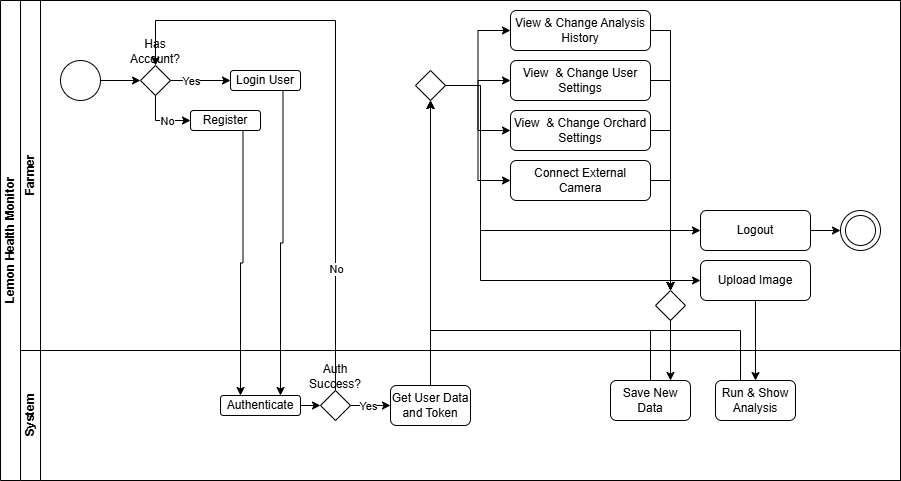 Lemon Health Monitor
Farmer
System
Has
Account?
Yes
Login User
No
Register
View & Change Analysis
History
View  & Change User
Settings
View  & Change Orchard
Settings
Connect External
Camera
Logout
Upload Image
No
Auth
Success?
Authenticate
Yes
Get User Data
and Token
Save New
Data
Run & Show
Analysis